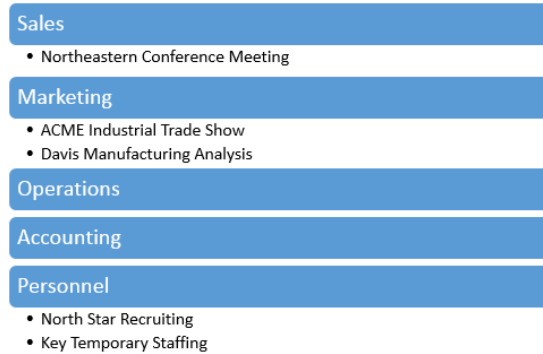 Sales
• Northeastern Conference Meeting
Marketing
• ACME Industrial Trade Show
• Davis Manufacturing Analysis
Operations
Accounting
Personnel
• North Star Recruiting
• Key Temporary Staffing